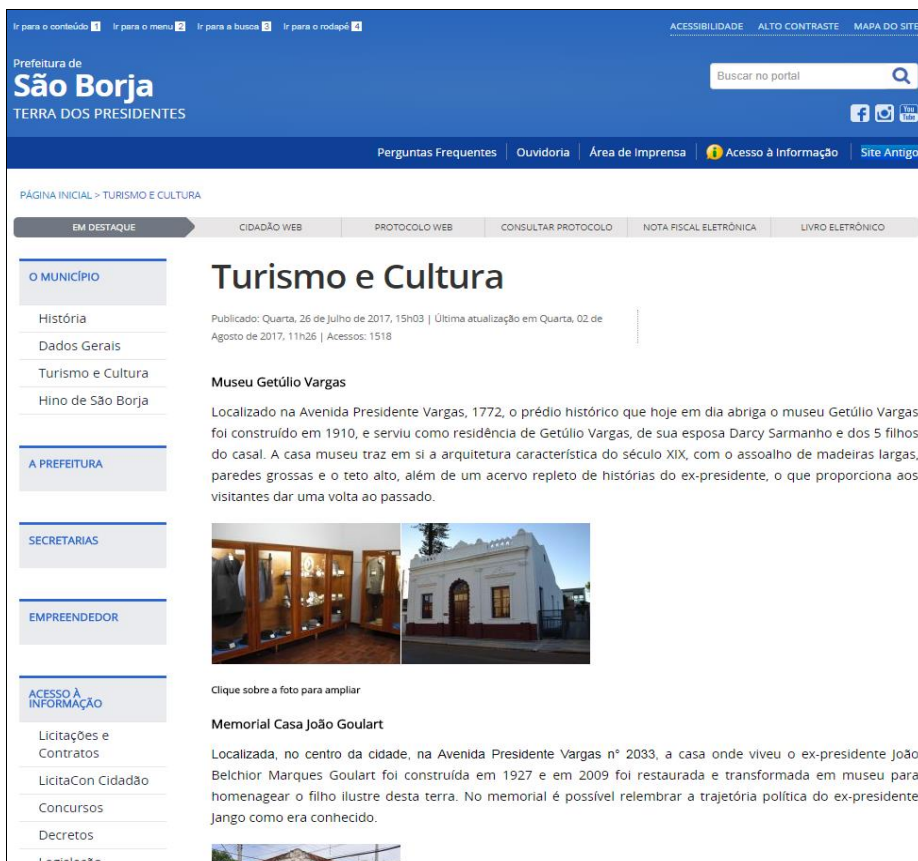 Ir para o conteúdo 1 Ir para o menu 2 Ir para a busca 3 Ir para o rodapé 4
ACESSIBILIDADE ALTO CONTRASTE MAPA DO SITE
Prefeitura de
São Borja
TERRA DOS PRESIDENTES
Buscar no portal
You Tube
Perguntas Frequentes Ouvidoria Área de Imprensa Acesso à Informação Site Antigo
PÁGINA INICIAL > TURISMO E CULTURA
EM DESTAQUE CIDADÃO WEB PROTOCOLO WEB CONSULTAR PROTOCOLO NOTA FISCAL ELETRÔNICA LIVRO ELETRÔNICO
O MUNICÍPIO
História
Dados Gerais
Turismo e Cultura
Hino de São Borja
A PREFEITURA
SECRETARIAS
EMPREENDEDOR
ACESSO À
INFORMAÇÃO
Licitações e
Contratos
LicitaCon Cidadão
Concursos
Decretos
Legislação
Turismo e Cultura
Publicado: Quarta, 26 de Julho de 2017, 15h03 | Última atualização em Quarta, 02 de
Agosto de 2017, 11h26 | Acessos: 1518
Museu Getúlio Vargas
Localizado na Avenida Presidente Vargas, 1772, o prédio histórico que hoje em dia abriga o museu Getúlio Vargas
foi construído em 1910, e serviu como residência de Getúlio Vargas, de sua esposa Darcy Sarmanho e dos 5 filhos
do casal. A casa museu traz em si a arquitetura característica do século XIX, com o assoalho de madeiras largas,
paredes grossas e o teto alto, além de um acervo repleto de histórias do ex-presidente, o que proporciona aos
visitantes dar uma volta ao passado.
Clique sobre a foto para ampliar
Memorial Casa João Goulart
Localizada, no centro da cidade, na Avenida Presidente Vargas n° 2033, a casa onde viveu o ex-presidente João
Belchior Marques Goulart foi construída em 1927 e em 2009 foi restaurada e transformada em museu para
homenagear o filho ilustre desta terra. No memorial é possível relembrar a trajetória política do ex-presidente
Jango como era conhecido.